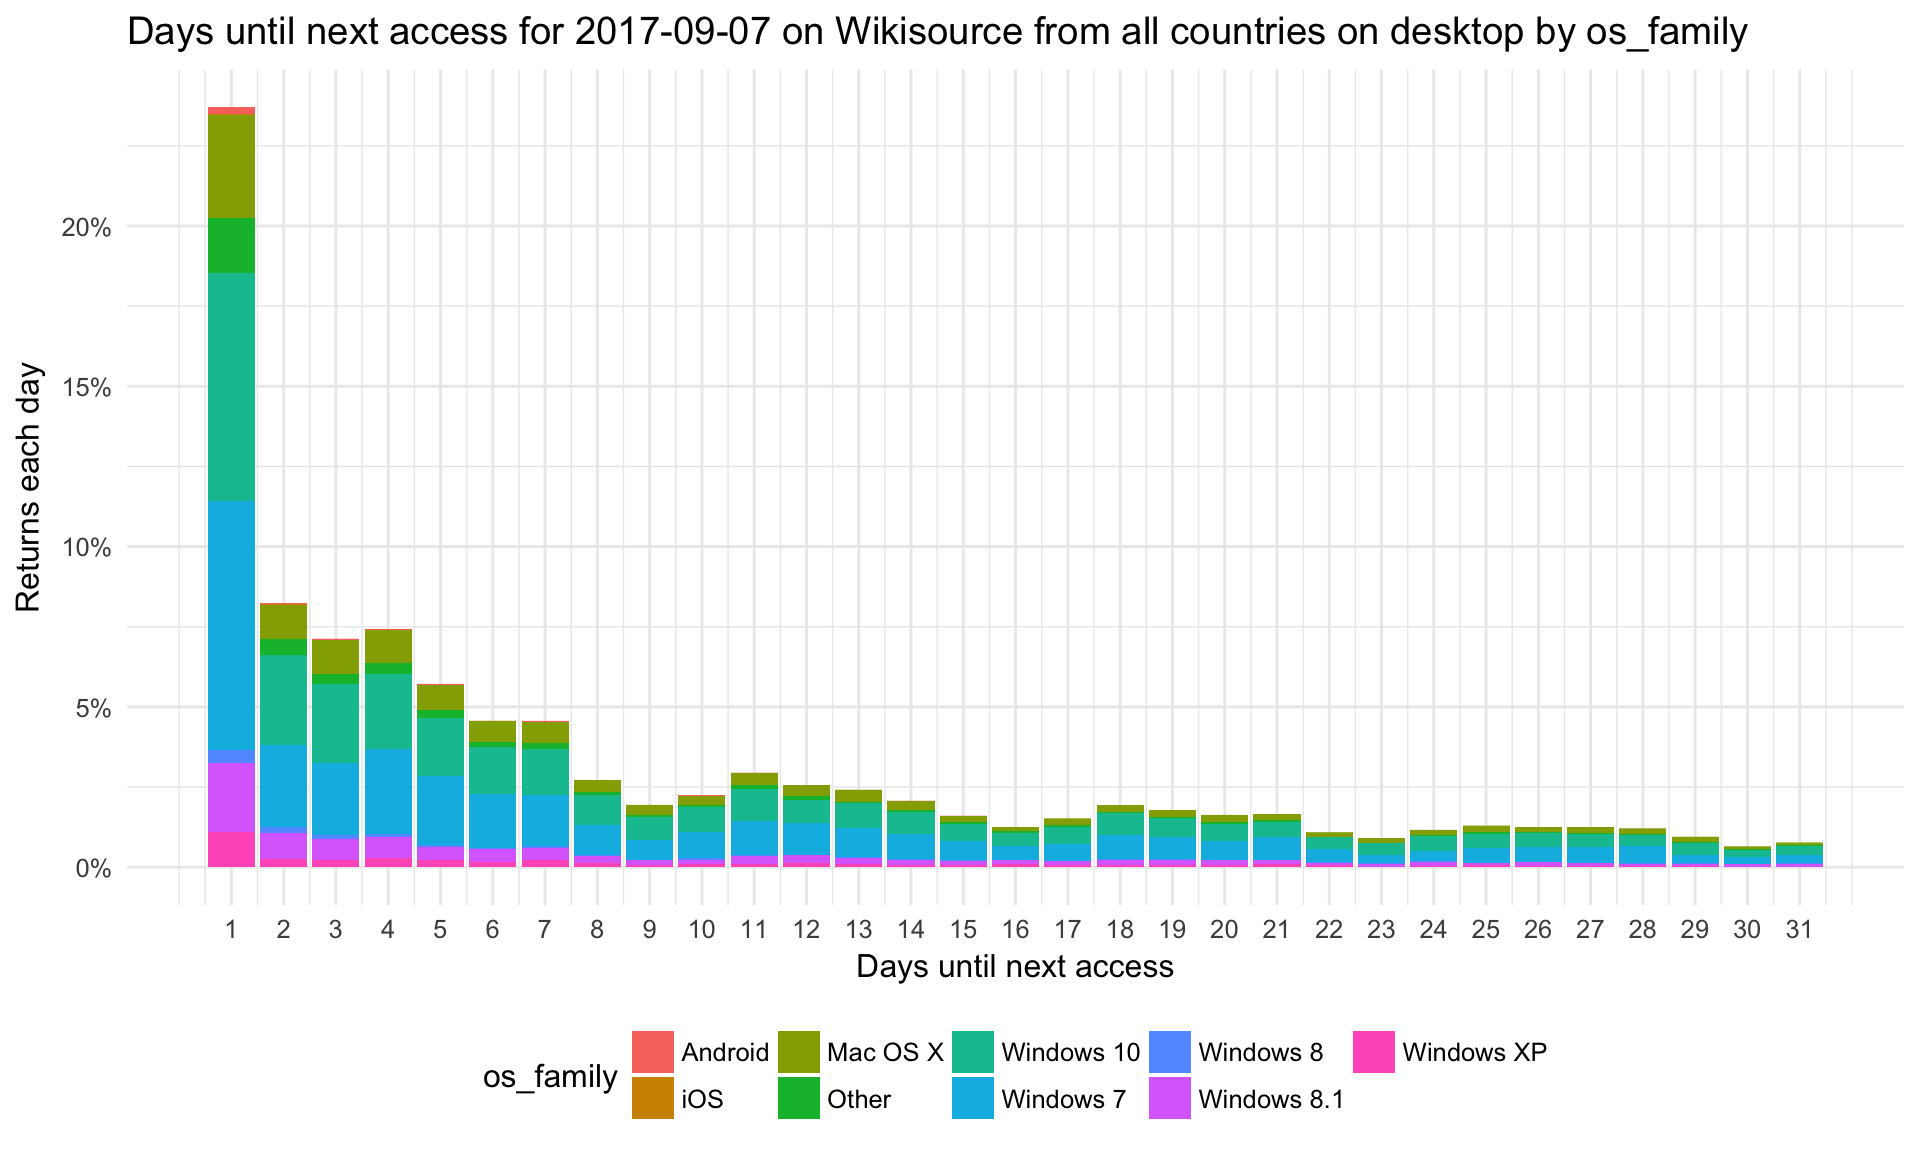 Days until next access for 2017-09-07 on Wikisource from all countries on desktop by os_family
Returns each day
20%
15%
10%
5%
0%
1 2 3 4 5 6 7 8 9 10 11 12 13 14 15 16 17 18 19 20 21 22 23 24 25 26 27 28 29 30 31
Days until next access
os_family
Android Mac OS X Windows 10 Windows 8 Windows XP
iOS Other Windows 7 Windows 8.1